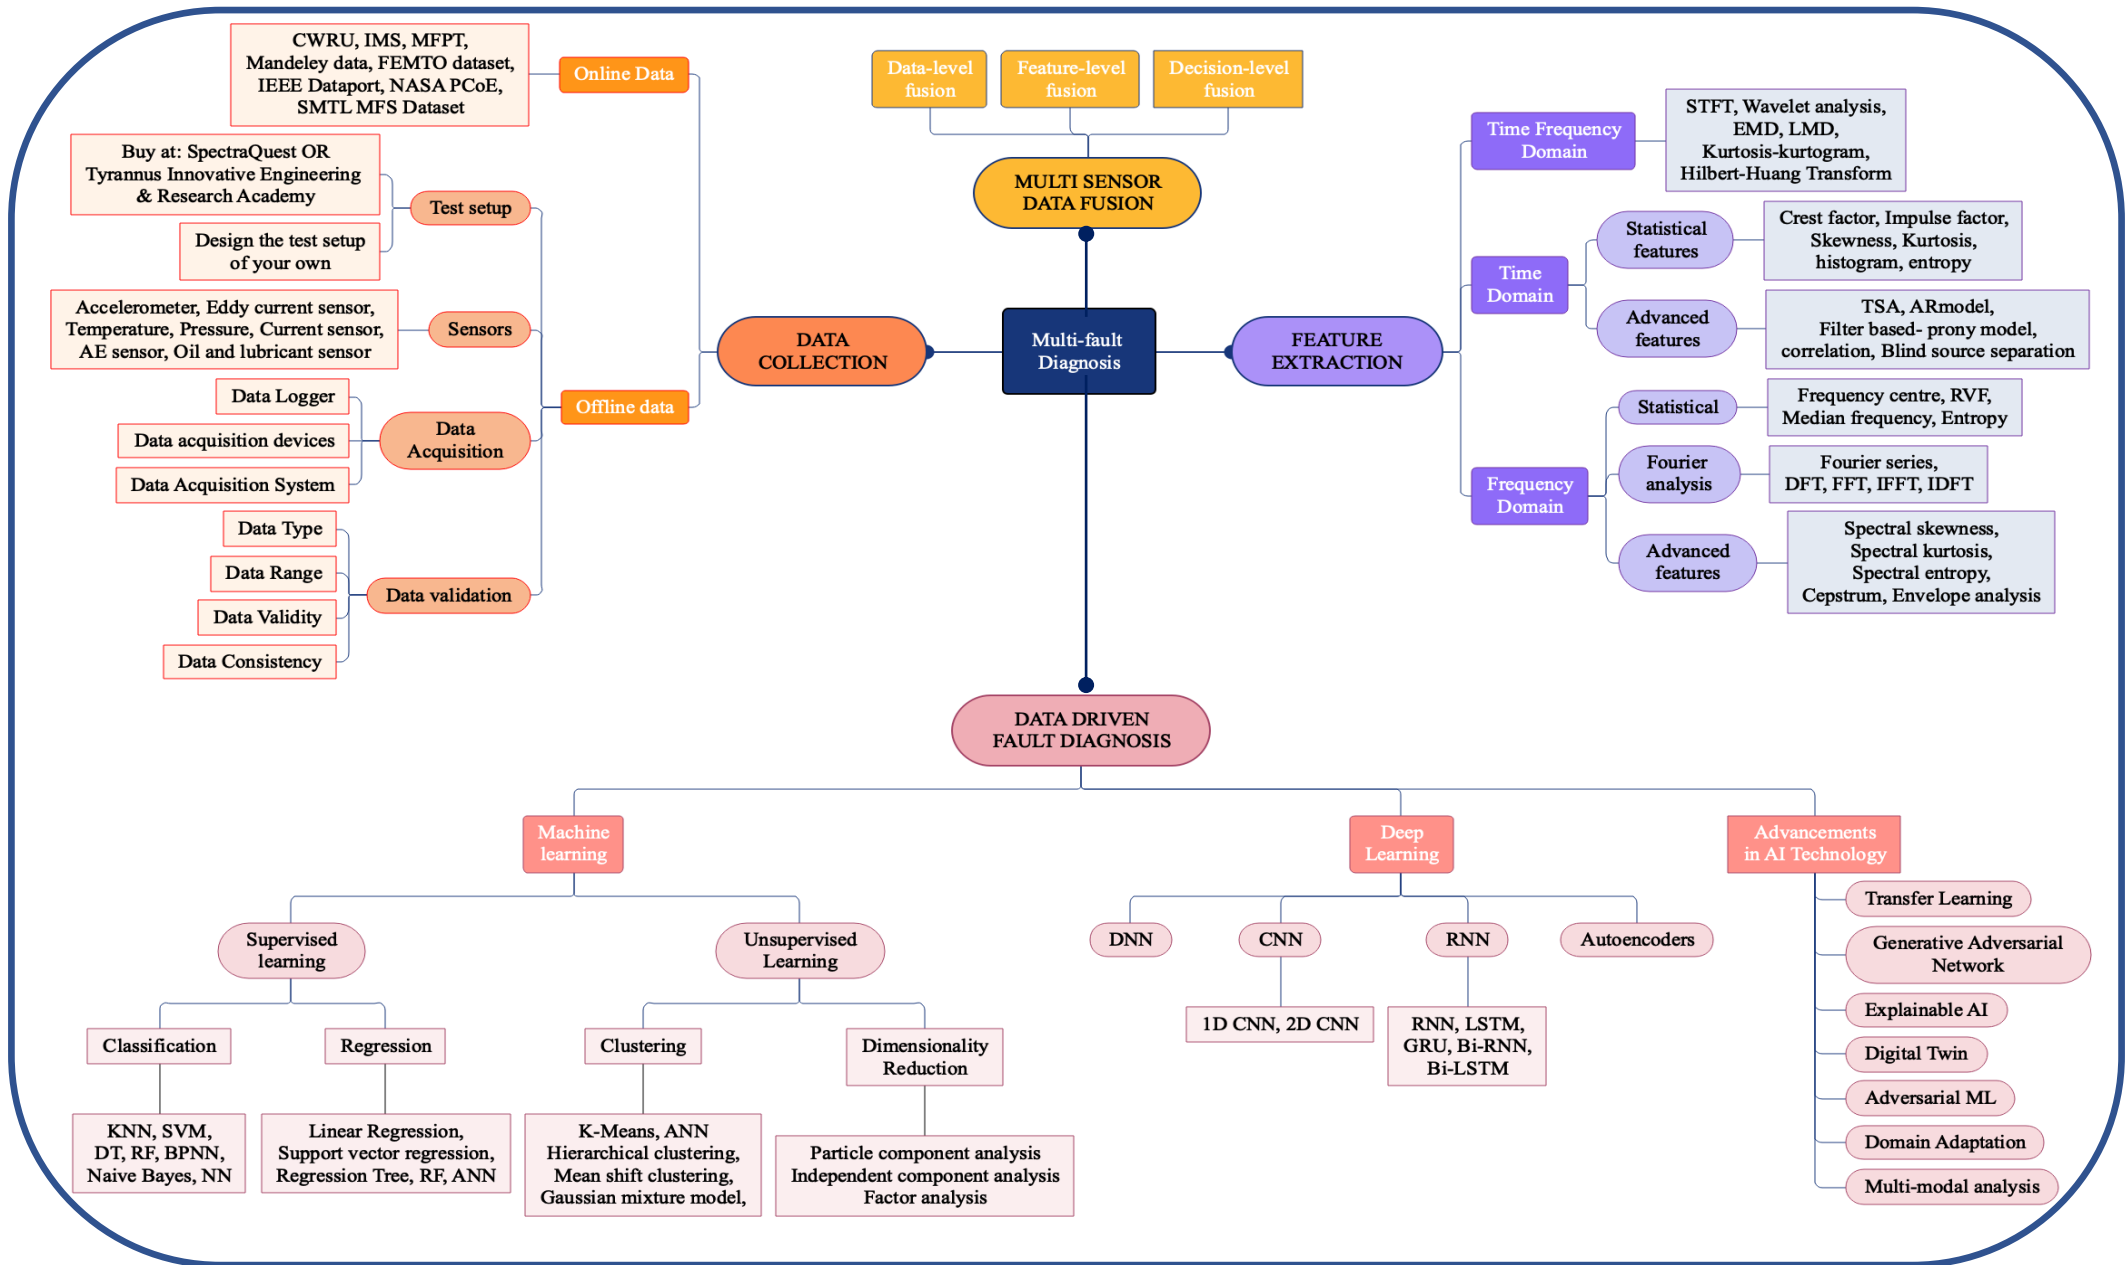 CWRU, IMS, MFPT,
Mandeley data, FEMTO dataset,
IEEE Dataport, NASA PCoE,
SMTL MFS Dataset
Online Data
Buy at: SpectraQuest OR
Tyrannus Innovative Engineering
& Research Academy
Design the test setup
of your own
Test setup
Accelerometer, Eddy current sensor,
Temperature, Pressure, Current sensor,
AE sensor, Oil and lubricant sensor
Sensors
Data Logger
Data acquisition devices
Data Acquisition System
Data
Acquisition
Data Type
Data Range
Data Validity
Data Consistency
Data validation
Offline data
DATA
COLLECTION
Data-level
fusion
Feature-level
fusion
Decision-level
fusion
MULTI SENSOR
DATA FUSION
Multi-fault
Diagnosis
FEATURE
EXTRACTION
Time Frequency
Domain
STFT, Wavelet analysis,
EMD, LMD,
Kurtosis-kurtogram,
Hilbert-Huang Transform
Time
Domain
Statistical
features
Crest factor, Impulse factor,
Skewness, Kurtosis,
histogram, entropy
Advanced
features
TSA, ARmodel,
Filter based- prony model,
correlation, Blind source separation
Frequency
Domain
Statistical
Frequency centre, RVF,
Median frequency, Entropy
Fourier
analysis
Fourier series,
DFT, FFT, IFFT, IDFT
Advanced
features
Spectral skewness,
Spectral kurtosis,
Spectral entropy,
Cepstrum, Envelope analysis
DATA DRIVEN
FAULT DIAGNOSIS
Machine
learning
Supervised
learning
Classification
KNN, SVM,
DT, RF, BPNN,
Naive Bayes, NN
Regression
Linear Regression,
Support vector regression,
Regression Tree, RF, ANN
Unsupervised
Learning
Clustering
K-Means, ANN
Hierarchical clustering,
Mean shift clustering,
Gaussian mixture model,
Dimensionality
Reduction
Particle component analysis
Independent component analysis
Factor analysis
Deep
Learning
DNN
CNN
1D CNN, 2D CNN
RNN
RNN, LSTM,
GRU, Bi-RNN,
Bi-LSTM
Autoencoders
Advancements
in AI Technology
Transfer Learning
Generative Adversarial
Network
Explainable AI
Digital Twin
Adversarial ML
Domain Adaptation
Multi-modal analysis